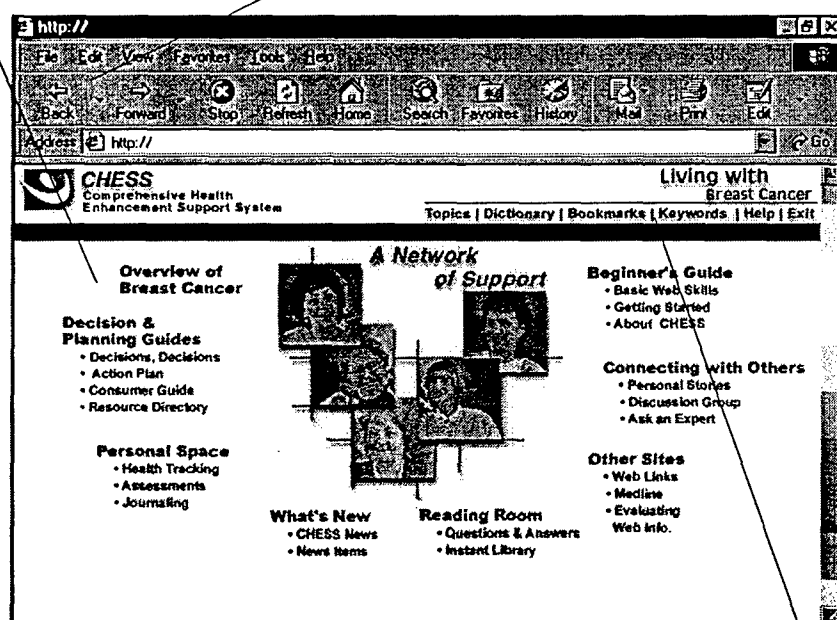 http://
File Edit View Favorites Tools Help
Back Forward Stop Refresh Home Search Favorites History Mail Print Edit
Address http:// Go
CHESS
Comprehensive Health
Enhancement Support System
Living with
Breast Cancer
Topics | Dictionary | Bookmarks | Keywords | Help | Exit
A Network
of Support
Overview of
Breast Cancer
Decision &
Planning Guides
• Decisions, Decisions
• Action Plan
• Consumer Guide
• Resource Directory
Personal Space
• Health Tracking
• Assessments
• Journaling
What's New
• CHESS News
• News Items
Reading Room
• Questions & Answers
• Instant Library
Beginner's Guide
• Basic Web Skills
• Getting Started
• About CHESS
Connecting with Others
• Personal Stories
• Discussion Group
• Ask an Expert
Other Sites
• Web Links
• Medline
• Evaluating
Web Info.